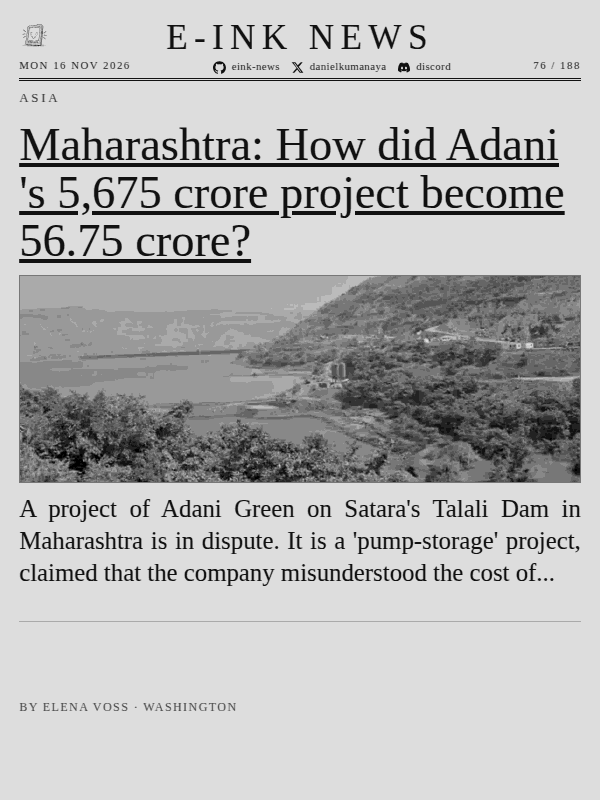 E-INK NEWS
MON 16 NOV 2026
eink-news danielkumanaya discord
76 / 188
ASIA
Maharashtra: How did Adani
's 5,675 crore project become
56.75 crore?
A project of Adani Green on Satara's Talali Dam in
Maharashtra is in dispute. It is a 'pump-storage' project,
claimed that the company misunderstood the cost of...
BY ELENA VOSS · WASHINGTON